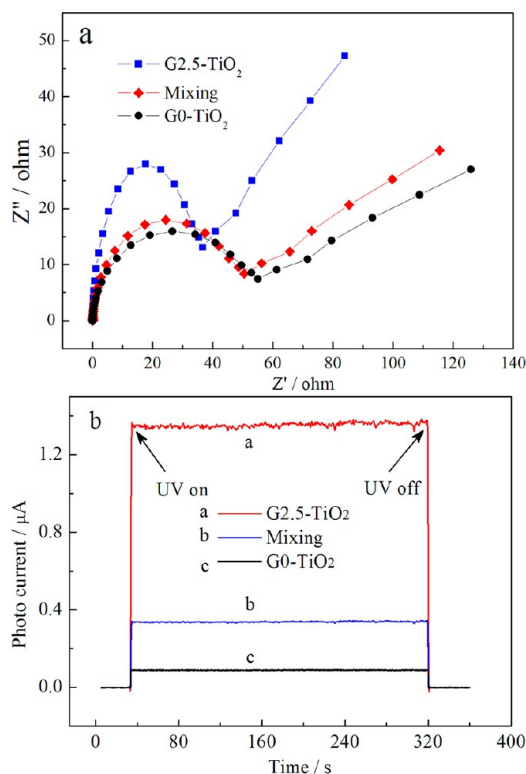 a
50
40
30
20
10
0
Z'' / ohm
G2.5-TiO₂
Mixing
G0-TiO₂
0 20 40 60 80 100 120 140
Z' / ohm
b
1.2
0.8
0.4
0.0
Photo current / μA
a
UV on
UV off
a G2.5-TiO₂
b Mixing
c G0-TiO₂
b
c
0 80 160 240 320 400
Time / s